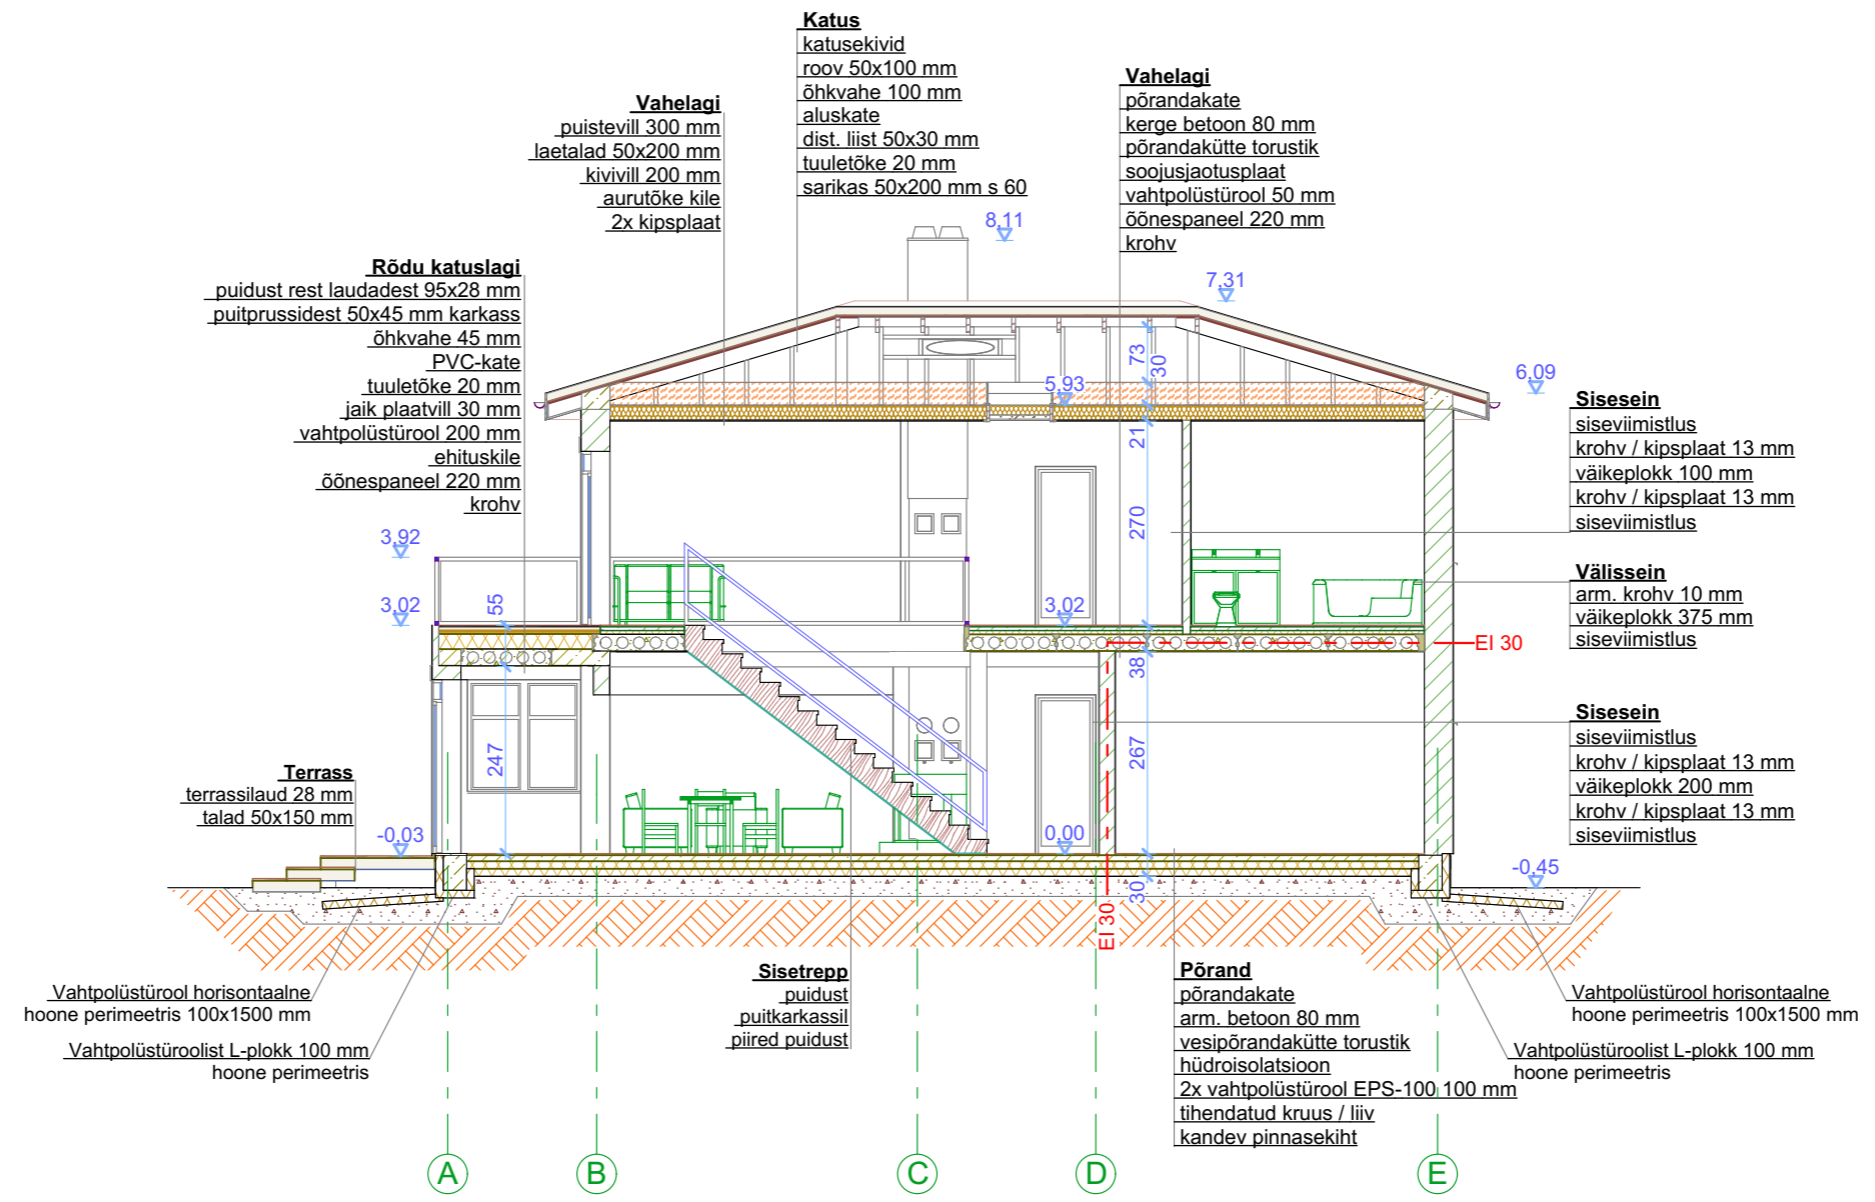 Katus
katusekivid
roov 50x100 mm
õhkvahe 100 mm
aluskate
dist. liist 50x30 mm
tuuletõke 20 mm
sarikas 50x200 mm s 60
Vahelagi
puistevill 300 mm
laetalad 50x200 mm
kivivill 200 mm
aurutõke kile
2x kipsplaat
Vahelagi
põrandakate
kerge betoon 80 mm
põrandakütte torustik
soojusjaotusplaat
vahtpolüstürool 50 mm
õõnespaneel 220 mm
krohv
Rõdu katuslagi
puidust rest laudadest 95x28 mm
puitprussidest 50x45 mm karkass
õhkvahe 45 mm
PVC-kate
tuuletõke 20 mm
jaik plaatvill 30 mm
vahtpolüstürool 200 mm
ehituskile
õõnespaneel 220 mm
krohv
8,11
7,31
6,09
5,93
73
30
21
270
3,92
3,02
55
3,02
38
247
267
-0,03
0,00
-0,45
30
EI 30
EI 30
Sisesein
siseviimistlus
krohv / kipsplaat 13 mm
väikeplokk 100 mm
krohv / kipsplaat 13 mm
siseviimistlus
Välissein
arm. krohv 10 mm
väikeplokk 375 mm
siseviimistlus
Sisesein
siseviimistlus
krohv / kipsplaat 13 mm
väikeplokk 200 mm
krohv / kipsplaat 13 mm
siseviimistlus
Terrass
terrassilaud 28 mm
talad 50x150 mm
Vahtpolüstürool horisontaalne
hoone perimeetris 100x1500 mm
Vahtpolüstüroolist L-plokk 100 mm
hoone perimeetris
Sisetrepp
puidust
puitkarkassil
piired puidust
Põrand
põrandakate
arm. betoon 80 mm
vesipõrandakütte torustik
hüdroisolatsioon
2x vahtpolüstürool EPS-100 100 mm
tihendatud kruus / liiv
kandev pinnasekiht
Vahtpolüstürool horisontaalne
hoone perimeetris 100x1500 mm
Vahtpolüstüroolist L-plokk 100 mm
hoone perimeetris
A
B
C
D
E